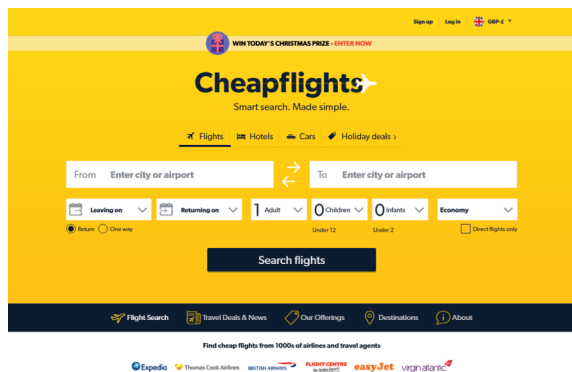 Sign up Log in GBP-£
WIN TODAY'S CHRISTMAS PRIZE - ENTER NOW
Cheapflights
Smart search. Made simple.
Flights Hotels Cars Holiday deals >
From Enter city or airport To Enter city or airport
Leaving on Returning on 1 Adult 0 Children 0 Infants Economy
Return One way Under 12 Under 2 Direct flights only
Search flights
Flight Search Travel Deals & News Our Offerings Destinations About
Find cheap flights from 1000s of airlines and travel agents
Expedia Thomas Cook Airlines BRITISH AIRWAYS FLIGHT CENTRE easyJet virgin atlantic